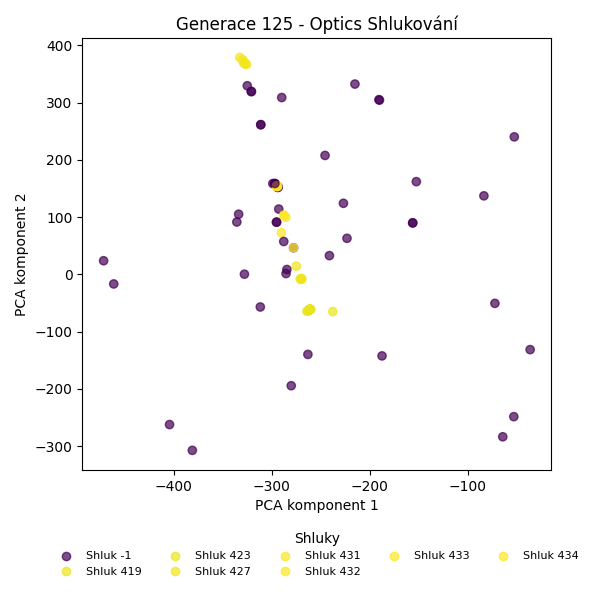 Generace 125 - Optics Shlukování
400
300
200
100
0
−100
−200
−300
PCA komponent 2
−400 −300 −200 −100
PCA komponent 1
Shluky
Shluk -1 Shluk 423 Shluk 431 Shluk 433 Shluk 434
Shluk 419 Shluk 427 Shluk 432